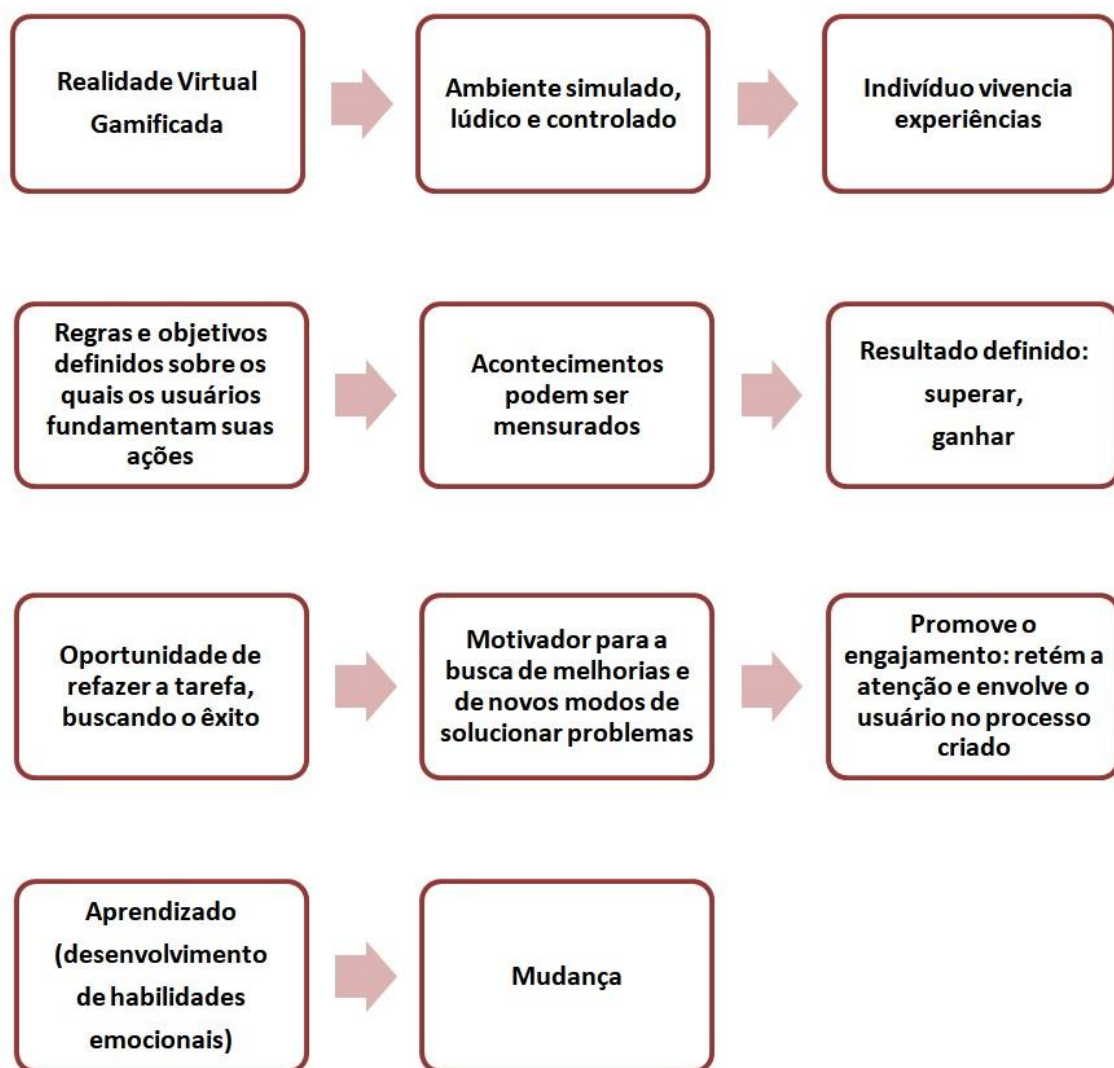 Realidade Virtual
Gamificada
Ambiente simulado,
lúdico e controlado
Indivíduo vivencia
experiências
Regras e objetivos
definidos sobre os
quais os usuários
fundamentam suas
ações
Acontecimentos
podem ser
mensurados
Resultado definido:
superar,
ganhar
Oportunidade de
refazer a tarefa,
buscando o êxito
Motivador para a
busca de melhorias e
de novos modos de
solucionar problemas
Promove o
engajamento: retém a
atenção e envolve o
usuário no processo
criado
Aprendizado
(desenvolvimento
de habilidades
emocionais)
Mudança